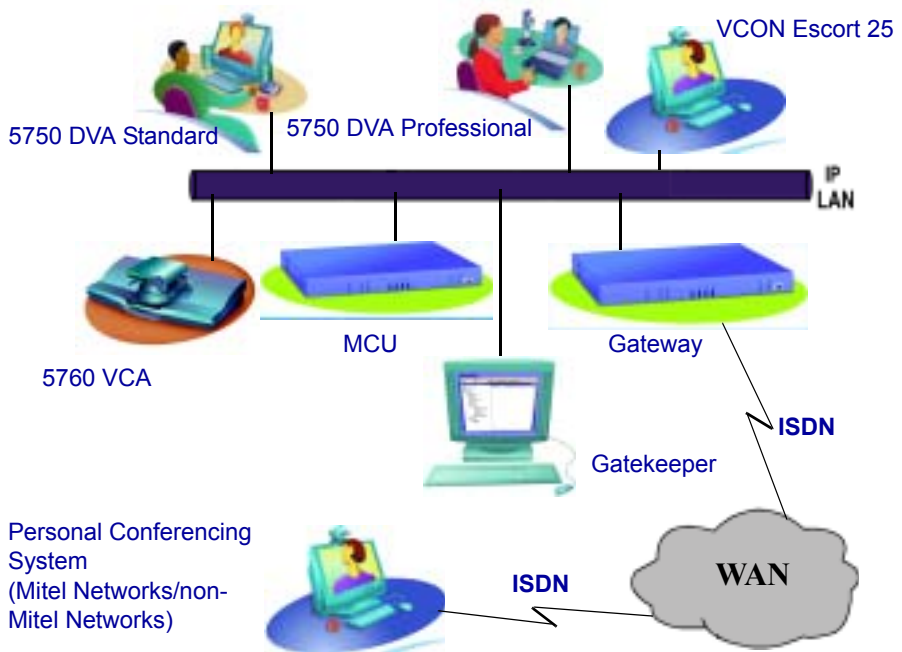 VCON Escort 25
5750 DVA Standard
5750 DVA Professional
IP
LAN
MCU
Gateway
5760 VCA
ISDN
Gatekeeper
Personal Conferencing
System
(Mitel Networks/non-
Mitel Networks)
ISDN
WAN